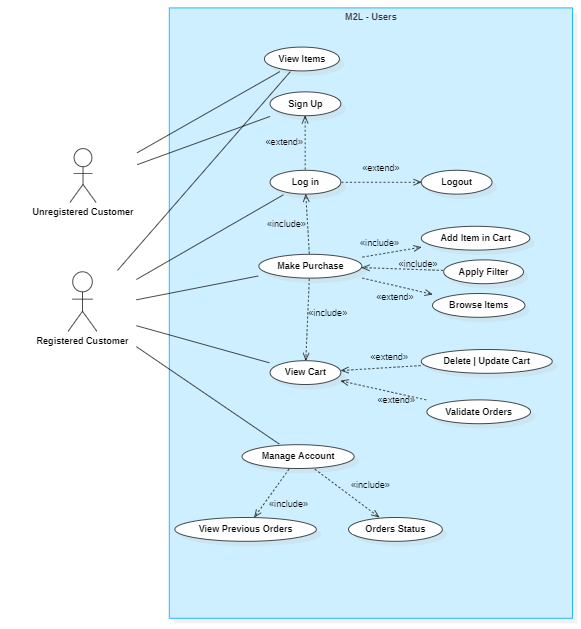 M2L - Users
View Items
Sign Up
«extend»
Unregistered Customer
Log in
«extend»
Logout
«include»
Add Item in Cart
«include»
Make Purchase
«include»
Apply Filter
«extend»
Browse Items
Registered Customer
«include»
View Cart
«extend»
Delete | Update Cart
«extend»
Validate Orders
Manage Account
«include»
«include»
View Previous Orders
Orders Status